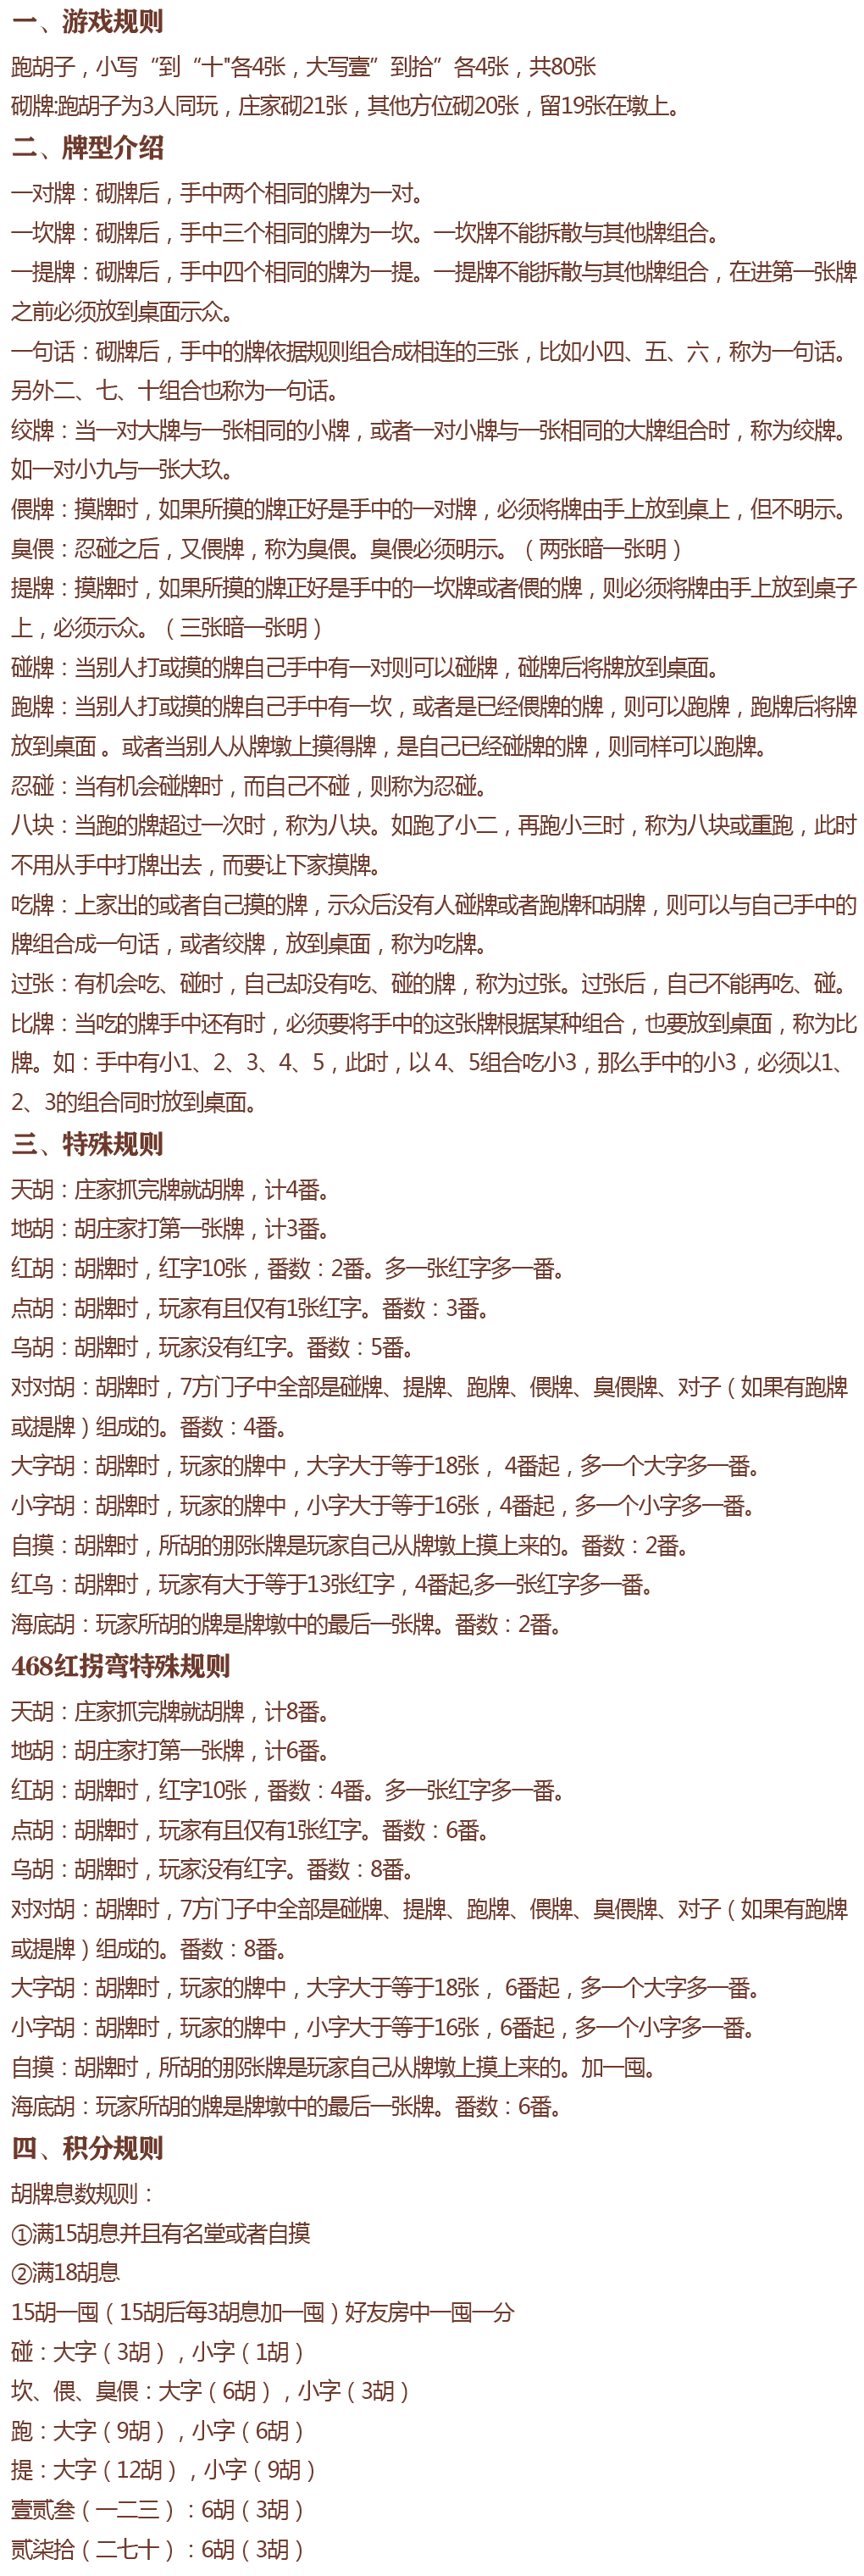 一、游戏规则
跑胡子，小写“到“十"各4张，大写壹”到拾”各4张，共80张
砌牌:跑胡子为3人同玩，庄家砌21张，其他方位砌20张，留19张在墩上。
二、牌型介绍
一对牌：砌牌后，手中两个相同的牌为一对。
一坎牌：砌牌后，手中三个相同的牌为一坎。一坎牌不能拆散与其他牌组合。
一提牌：砌牌后，手中四个相同的牌为一提。一提牌不能拆散与其他牌组合，在进第一张牌
之前必须放到桌面示众。
一句话：砌牌后，手中的牌依据规则组合成相连的三张，比如小四、五、六，称为一句话。
另外二、七、十组合也称为一句话。
绞牌：当一对大牌与一张相同的小牌，或者一对小牌与一张相同的大牌组合时，称为绞牌。
如一对小九与一张大玖。
偎牌：摸牌时，如果所摸的牌正好是手中的一对牌，必须将牌由手上放到桌上，但不明示。
臭偎：忍碰之后，又偎牌，称为臭偎。臭偎必须明示。（两张暗一张明）
提牌：摸牌时，如果所摸的牌正好是手中的一坎牌或者偎的牌，则必须将牌由手上放到桌子
上，必须示众。（三张暗一张明）
碰牌：当别人打或摸的牌自己手中有一对则可以碰牌，碰牌后将牌放到桌面。
跑牌：当别人打或摸的牌自己手中有一坎，或者是已经偎牌的牌，则可以跑牌，跑牌后将牌
放到桌面 。或者当别人从牌墩上摸得牌，是自己已经碰牌的牌，则同样可以跑牌。
忍碰：当有机会碰牌时，而自己不碰，则称为忍碰。
八块：当跑的牌超过一次时，称为八块。如跑了小二，再跑小三时，称为八块或重跑，此时
不用从手中打牌出去，而要让下家摸牌。
吃牌：上家出的或者自己摸的牌，示众后没有人碰牌或者跑牌和胡牌，则可以与自己手中的
牌组合成一句话，或者绞牌，放到桌面，称为吃牌。
过张：有机会吃、碰时，自己却没有吃、碰的牌，称为过张。过张后，自己不能再吃、碰。
比牌：当吃的牌手中还有时，必须要将手中的这张牌根据某种组合，也要放到桌面，称为比
牌。如：手中有小1、2、3、4、5，此时，以 4、5组合吃小3，那么手中的小3，必须以1、
2、3的组合同时放到桌面。
三、特殊规则
天胡：庄家抓完牌就胡牌，计4番。
地胡：胡庄家打第一张牌，计3番。
红胡：胡牌时，红字10张，番数：2番。多一张红字多一番。
点胡：胡牌时，玩家有且仅有1张红字。番数：3番。
乌胡：胡牌时，玩家没有红字。番数：5番。
对对胡：胡牌时，7方门子中全部是碰牌、提牌、跑牌、偎牌、臭偎牌、对子（如果有跑牌
或提牌）组成的。番数：4番。
大字胡：胡牌时，玩家的牌中，大字大于等于18张， 4番起，多一个大字多一番。
小字胡：胡牌时，玩家的牌中，小字大于等于16张，4番起，多一个小字多一番。
自摸：胡牌时，所胡的那张牌是玩家自己从牌墩上摸上来的。番数：2番。
红乌：胡牌时，玩家有大于等于13张红字，4番起,多一张红字多一番。
海底胡：玩家所胡的牌是牌墩中的最后一张牌。番数：2番。
468红拐弯特殊规则
天胡：庄家抓完牌就胡牌，计8番。
地胡：胡庄家打第一张牌，计6番。
红胡：胡牌时，红字10张，番数：4番。多一张红字多一番。
点胡：胡牌时，玩家有且仅有1张红字。番数：6番。
乌胡：胡牌时，玩家没有红字。番数：8番。
对对胡：胡牌时，7方门子中全部是碰牌、提牌、跑牌、偎牌、臭偎牌、对子（如果有跑牌
或提牌）组成的。番数：8番。
大字胡：胡牌时，玩家的牌中，大字大于等于18张， 6番起，多一个大字多一番。
小字胡：胡牌时，玩家的牌中，小字大于等于16张，6番起，多一个小字多一番。
自摸：胡牌时，所胡的那张牌是玩家自己从牌墩上摸上来的。加一囤。
海底胡：玩家所胡的牌是牌墩中的最后一张牌。番数：6番。
四、积分规则
胡牌息数规则：
①满15胡息并且有名堂或者自摸
②满18胡息
15胡一囤（15胡后每3胡息加一囤）好友房中一囤一分
碰：大字（3胡），小字（1胡）
坎、偎、臭偎：大字（6胡），小字（3胡）
跑：大字（9胡），小字（6胡）
提：大字（12胡），小字（9胡）
壹贰叁（一二三）：6胡（3胡）
贰柒拾（二七十）：6胡（3胡）